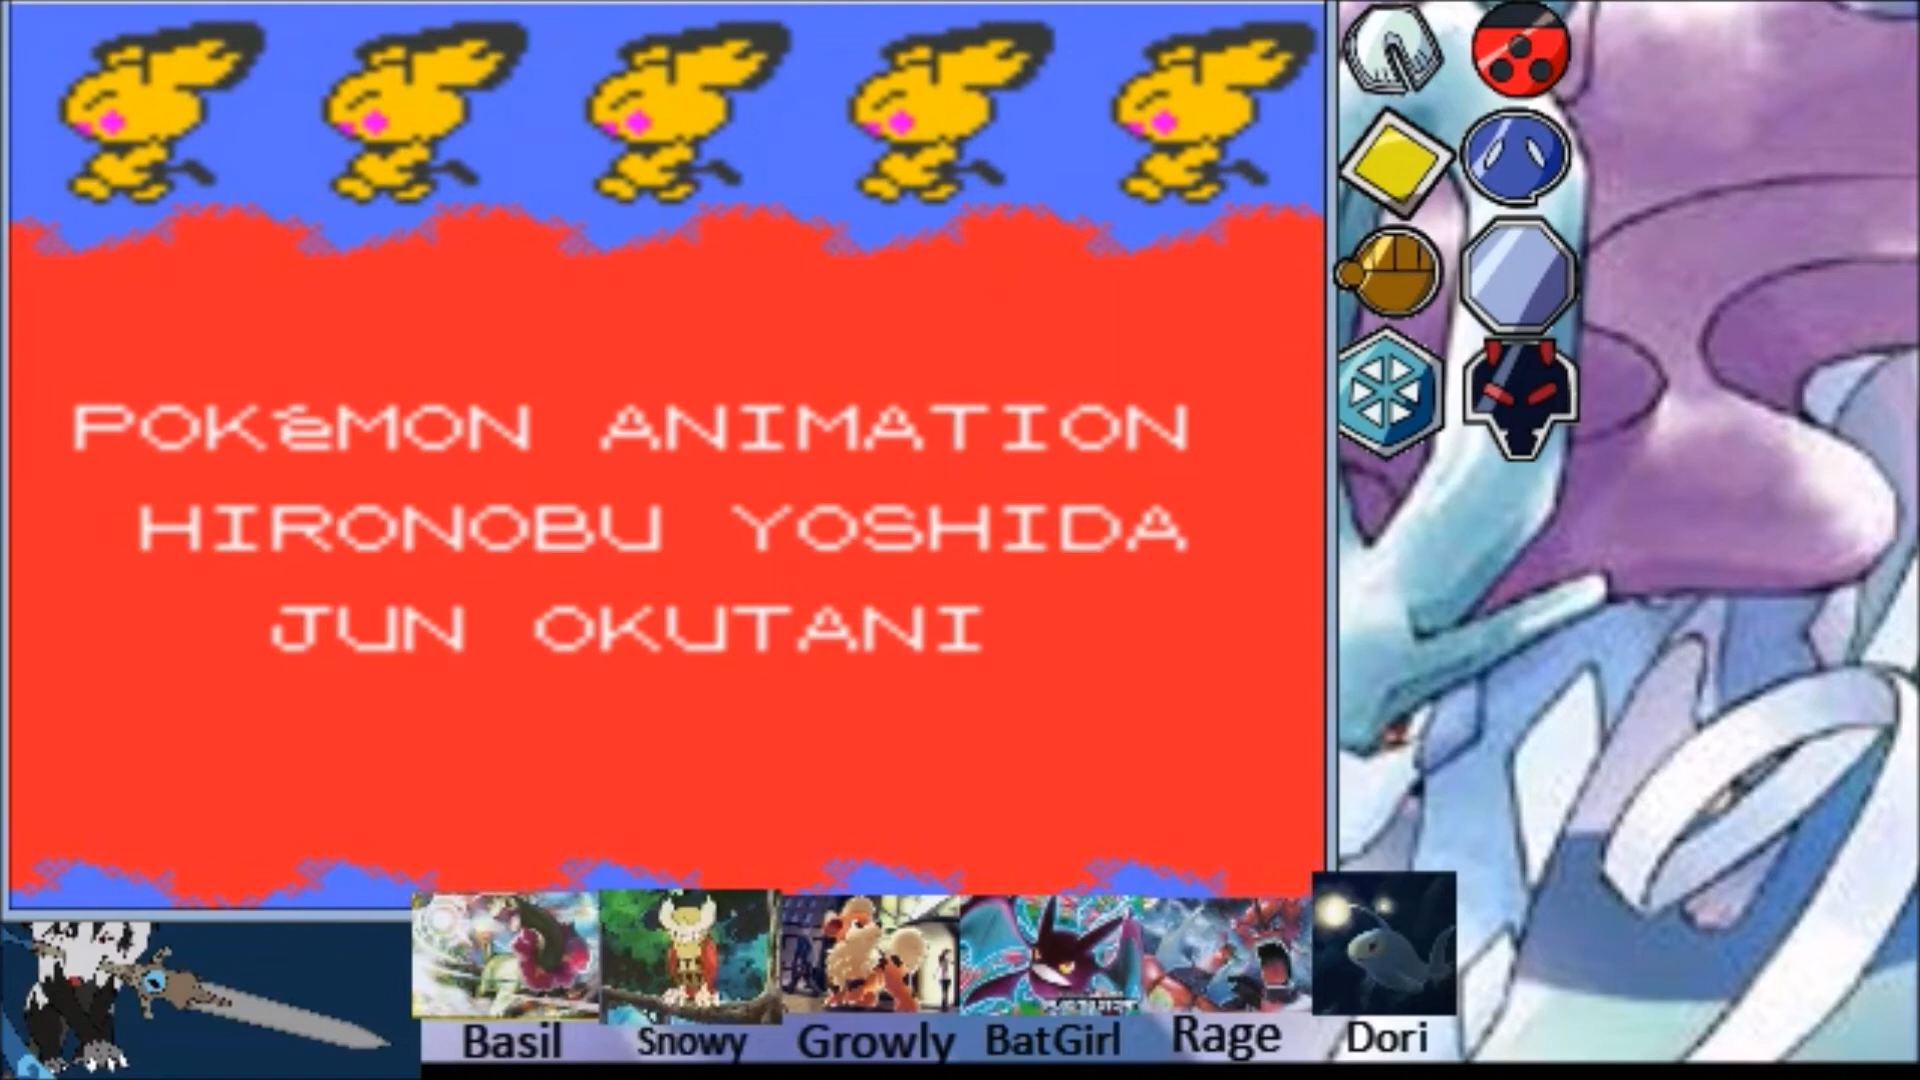 POKéMON ANIMATION
HIRONOBU YOSHIDA
JUN OKUTANI
Basil Snowy Growly BatGirl Rage Dori